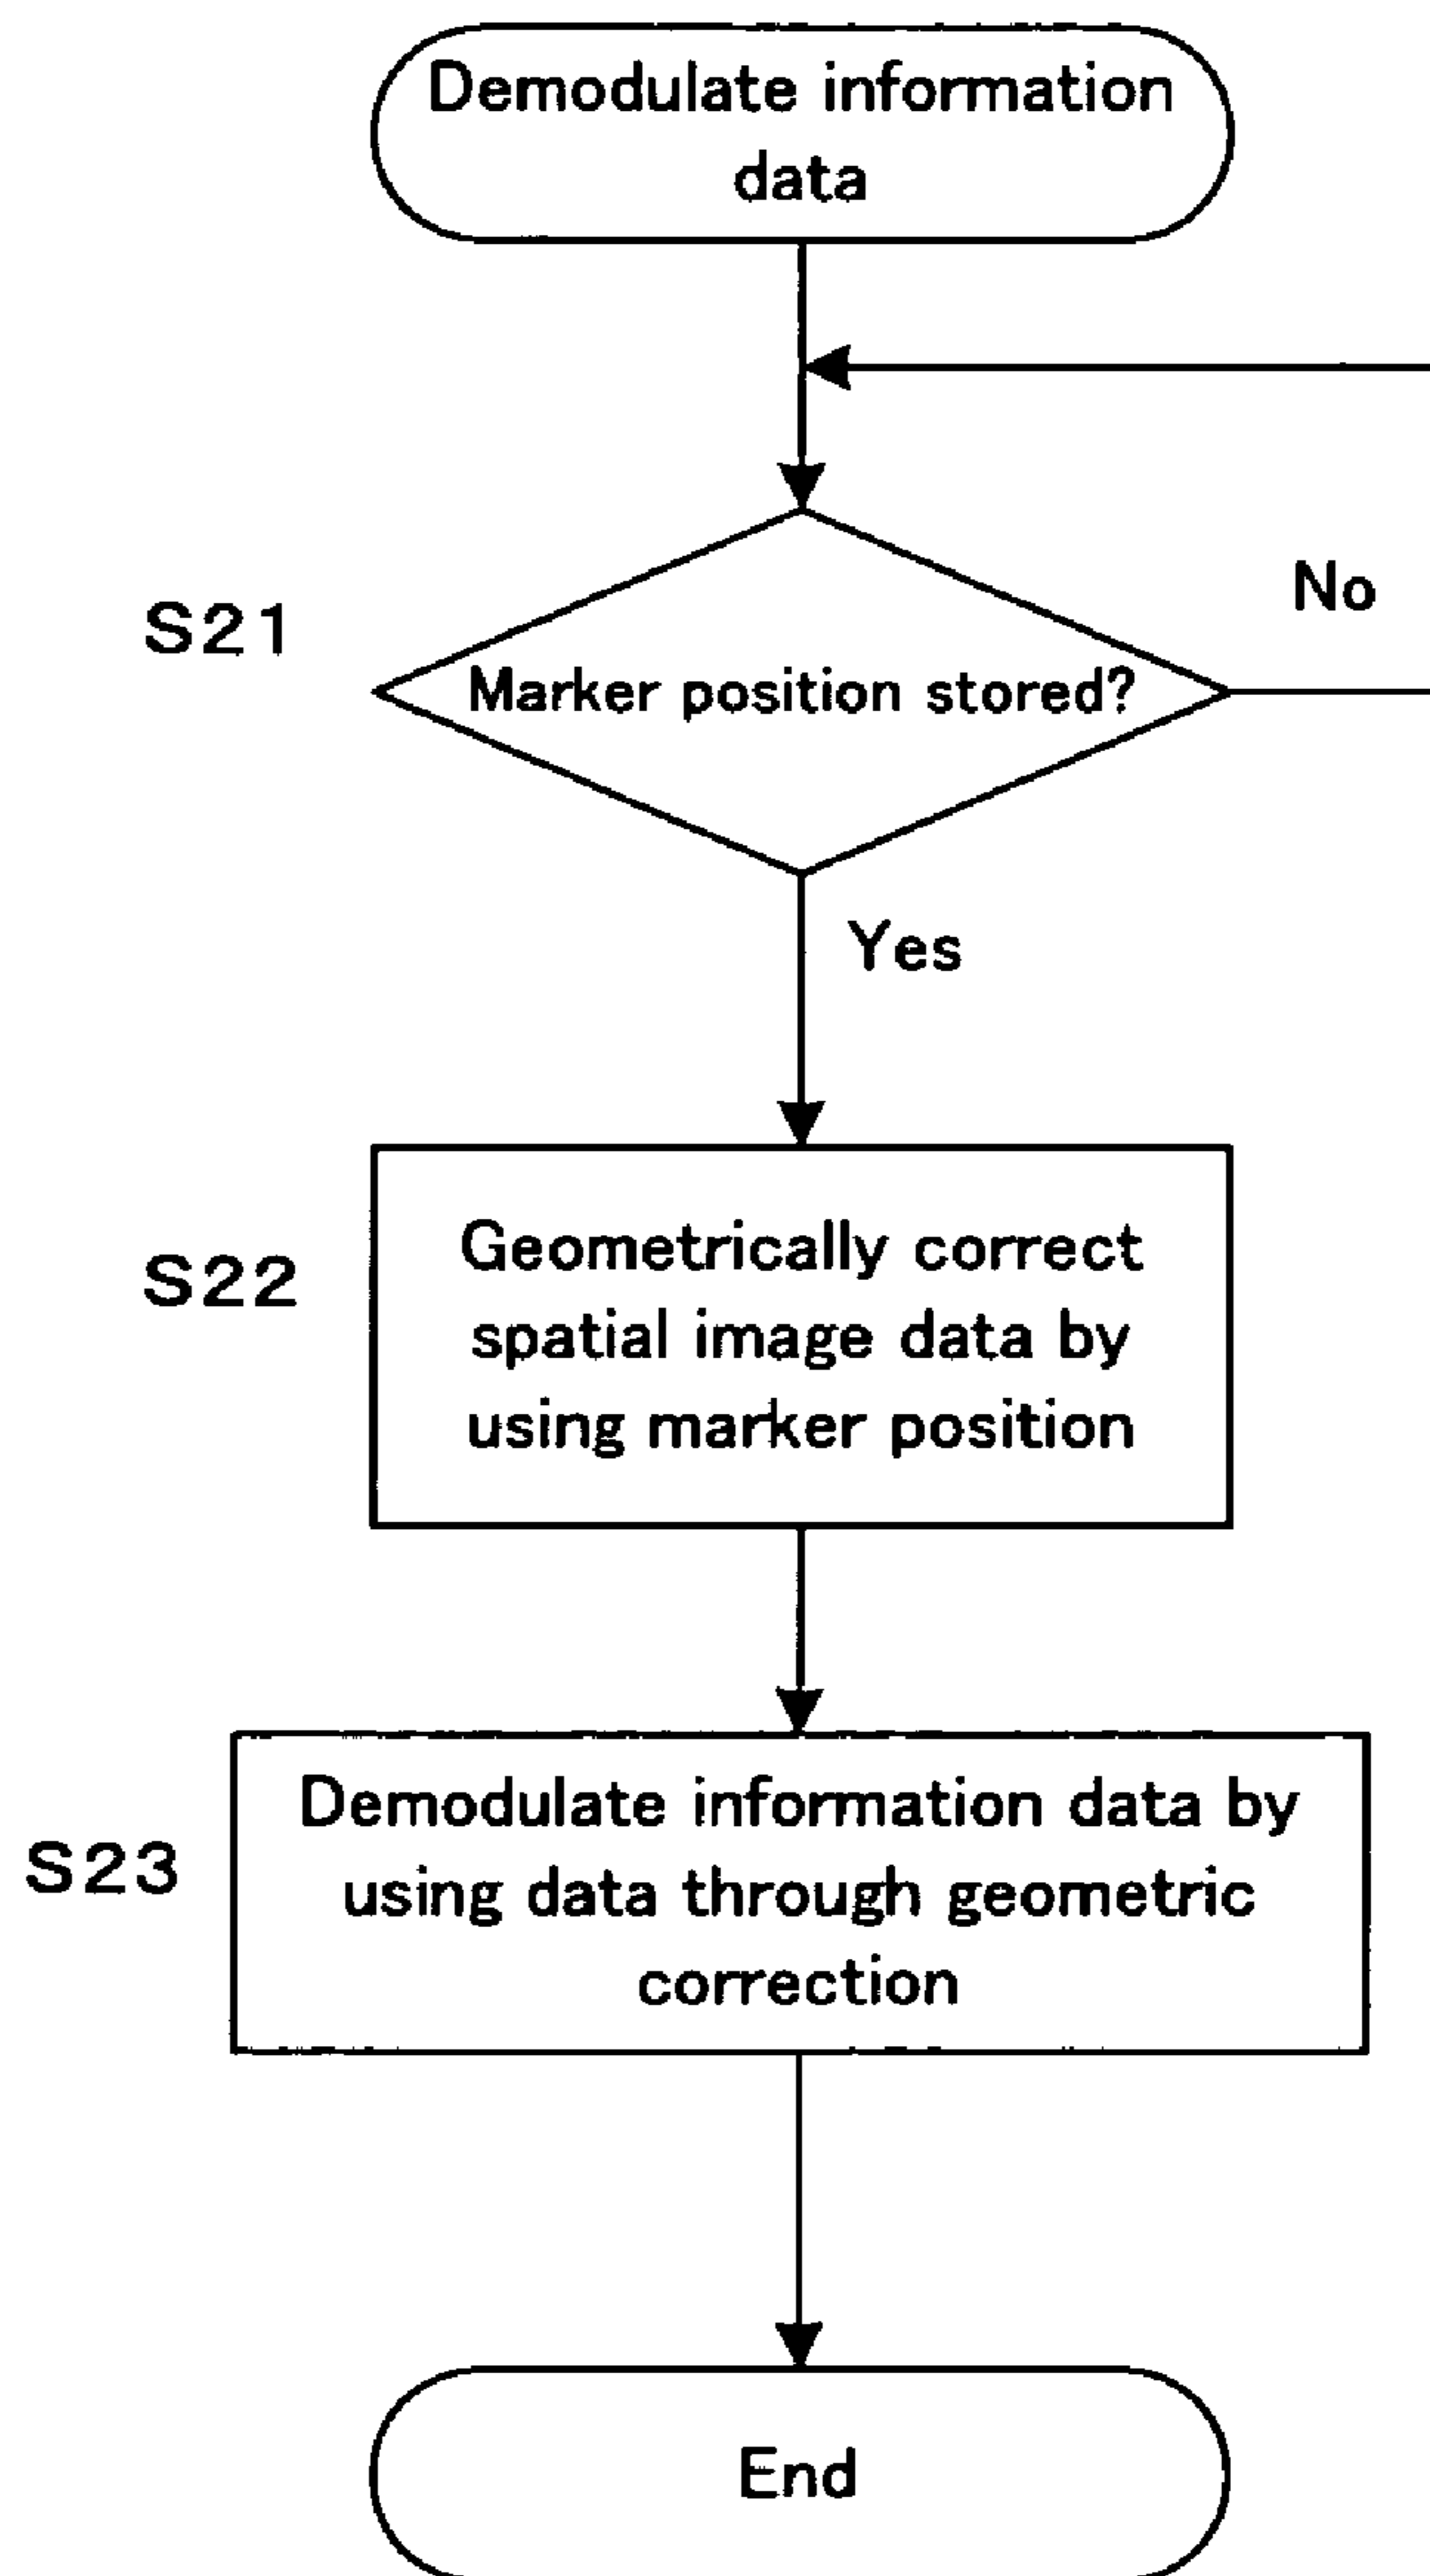 Demodulate information
data
No
S21
Marker position stored?
Yes
Geometrically correct
S22
spatial image data by
using marker position
Demodulate information data by
S23
using data through geometric
correction
End